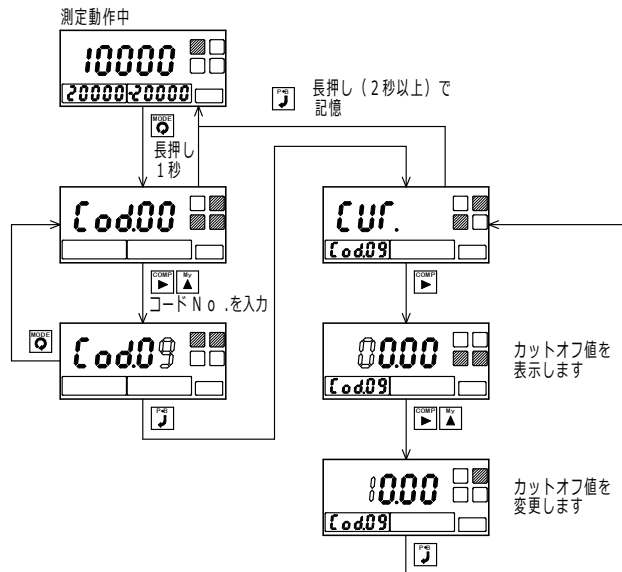 測定動作中
10000
20000 -20000
MODE
長押し
1秒
P•B
長押し（2秒以上）で
記憶
Cod.00
CUT.
Cod.09
COMP My
コードNo.を入力
COMP
MODE
Cod.09
00.00
Cod.09
カットオフ値を
表示します
P•B
COMP My
10.00
Cod.09
カットオフ値を
変更します
P•B